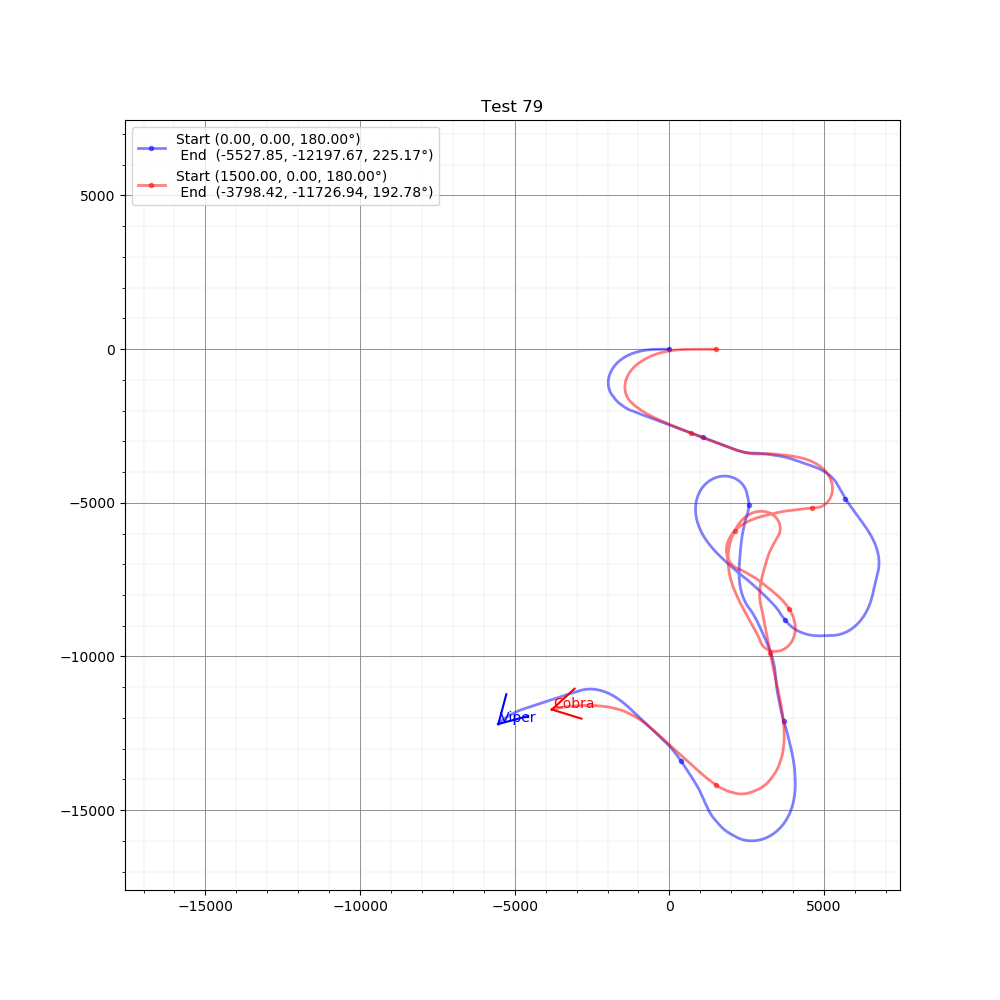 Test 79
Start (0.00, 0.00, 180.00°)
End  (-5527.85, -12197.67, 225.17°)
Start (1500.00, 0.00, 180.00°)
End  (-3798.42, -11726.94, 192.78°)
5000
0
−5000
−10000
−15000
Cobra
Viper
−15000 −10000 −5000 0 5000